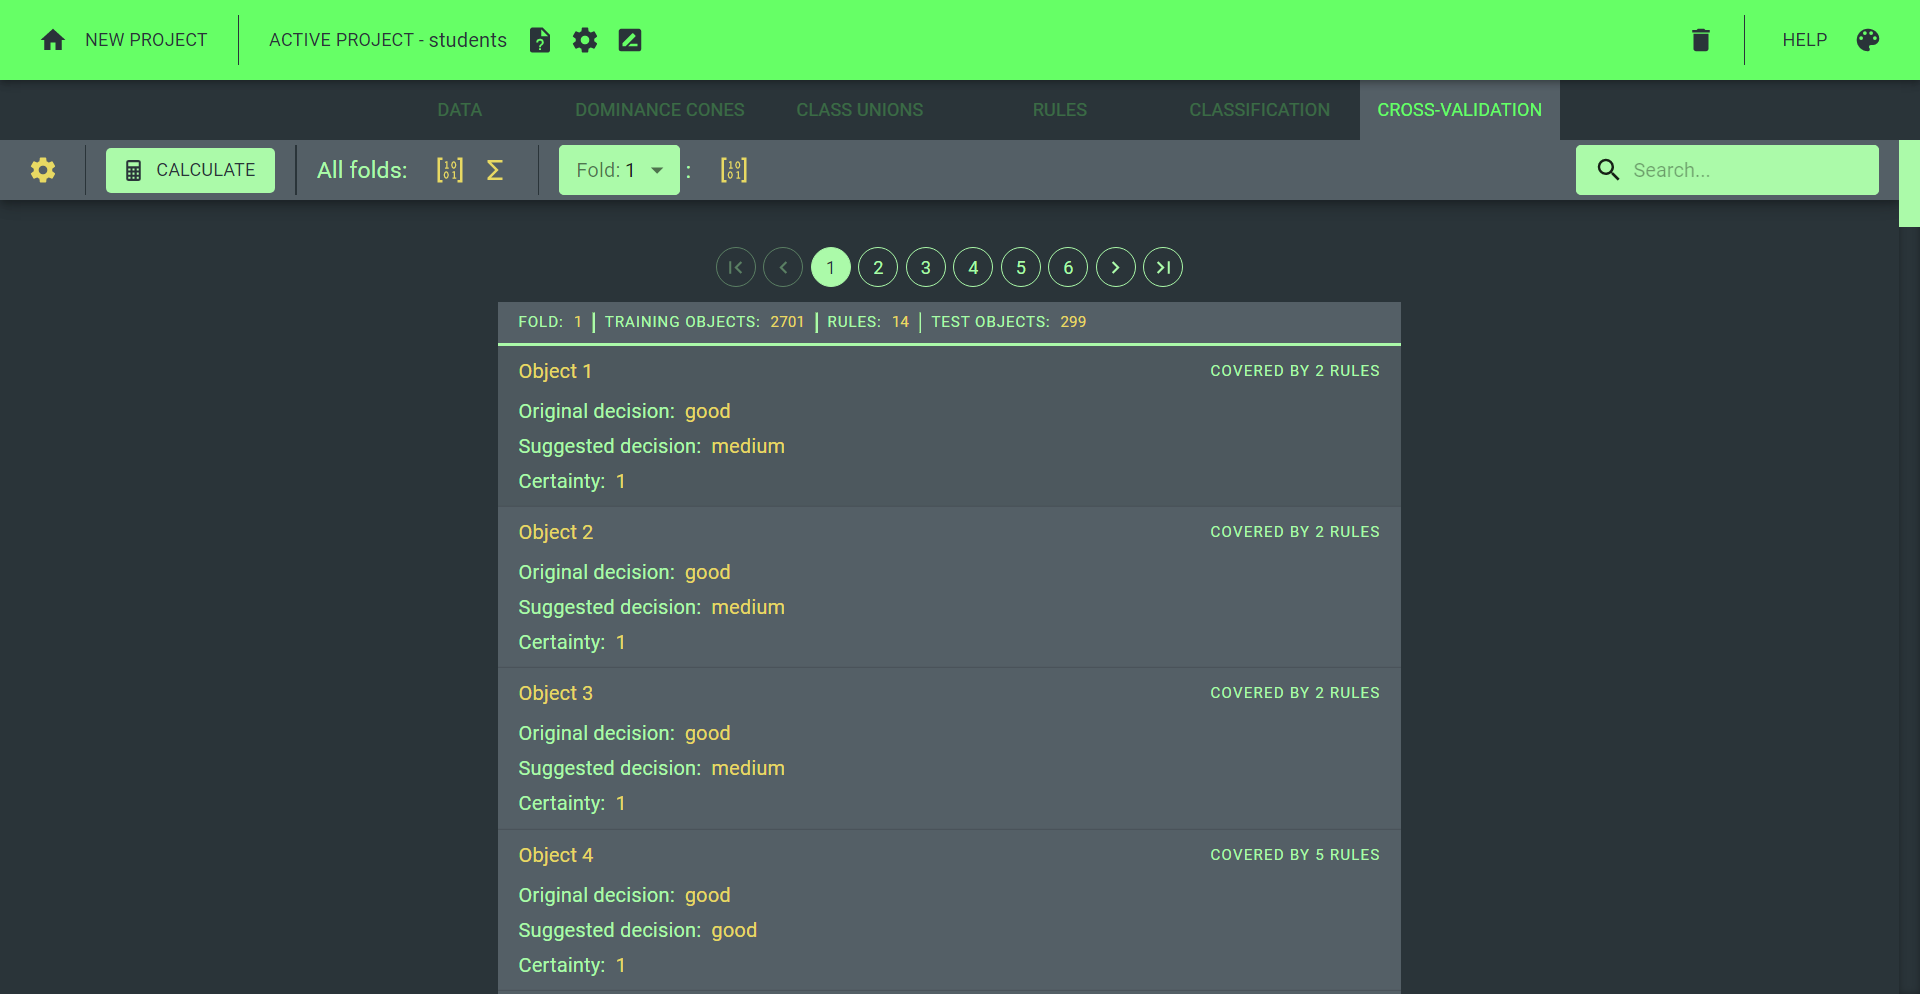 NEW PROJECT ACTIVE PROJECT - students HELP
DATA DOMINANCE CONES CLASS UNIONS RULES CLASSIFICATION CROSS-VALIDATION
CALCULATE All folds: [10 01] Σ Fold: 1 : [10 01] Search...
1 2 3 4 5 6
FOLD: 1 | TRAINING OBJECTS: 2701 | RULES: 14 | TEST OBJECTS: 299
Object 1 COVERED BY 2 RULES
Original decision: good
Suggested decision: medium
Certainty: 1
Object 2 COVERED BY 2 RULES
Original decision: good
Suggested decision: medium
Certainty: 1
Object 3 COVERED BY 2 RULES
Original decision: good
Suggested decision: medium
Certainty: 1
Object 4 COVERED BY 5 RULES
Original decision: good
Suggested decision: good
Certainty: 1